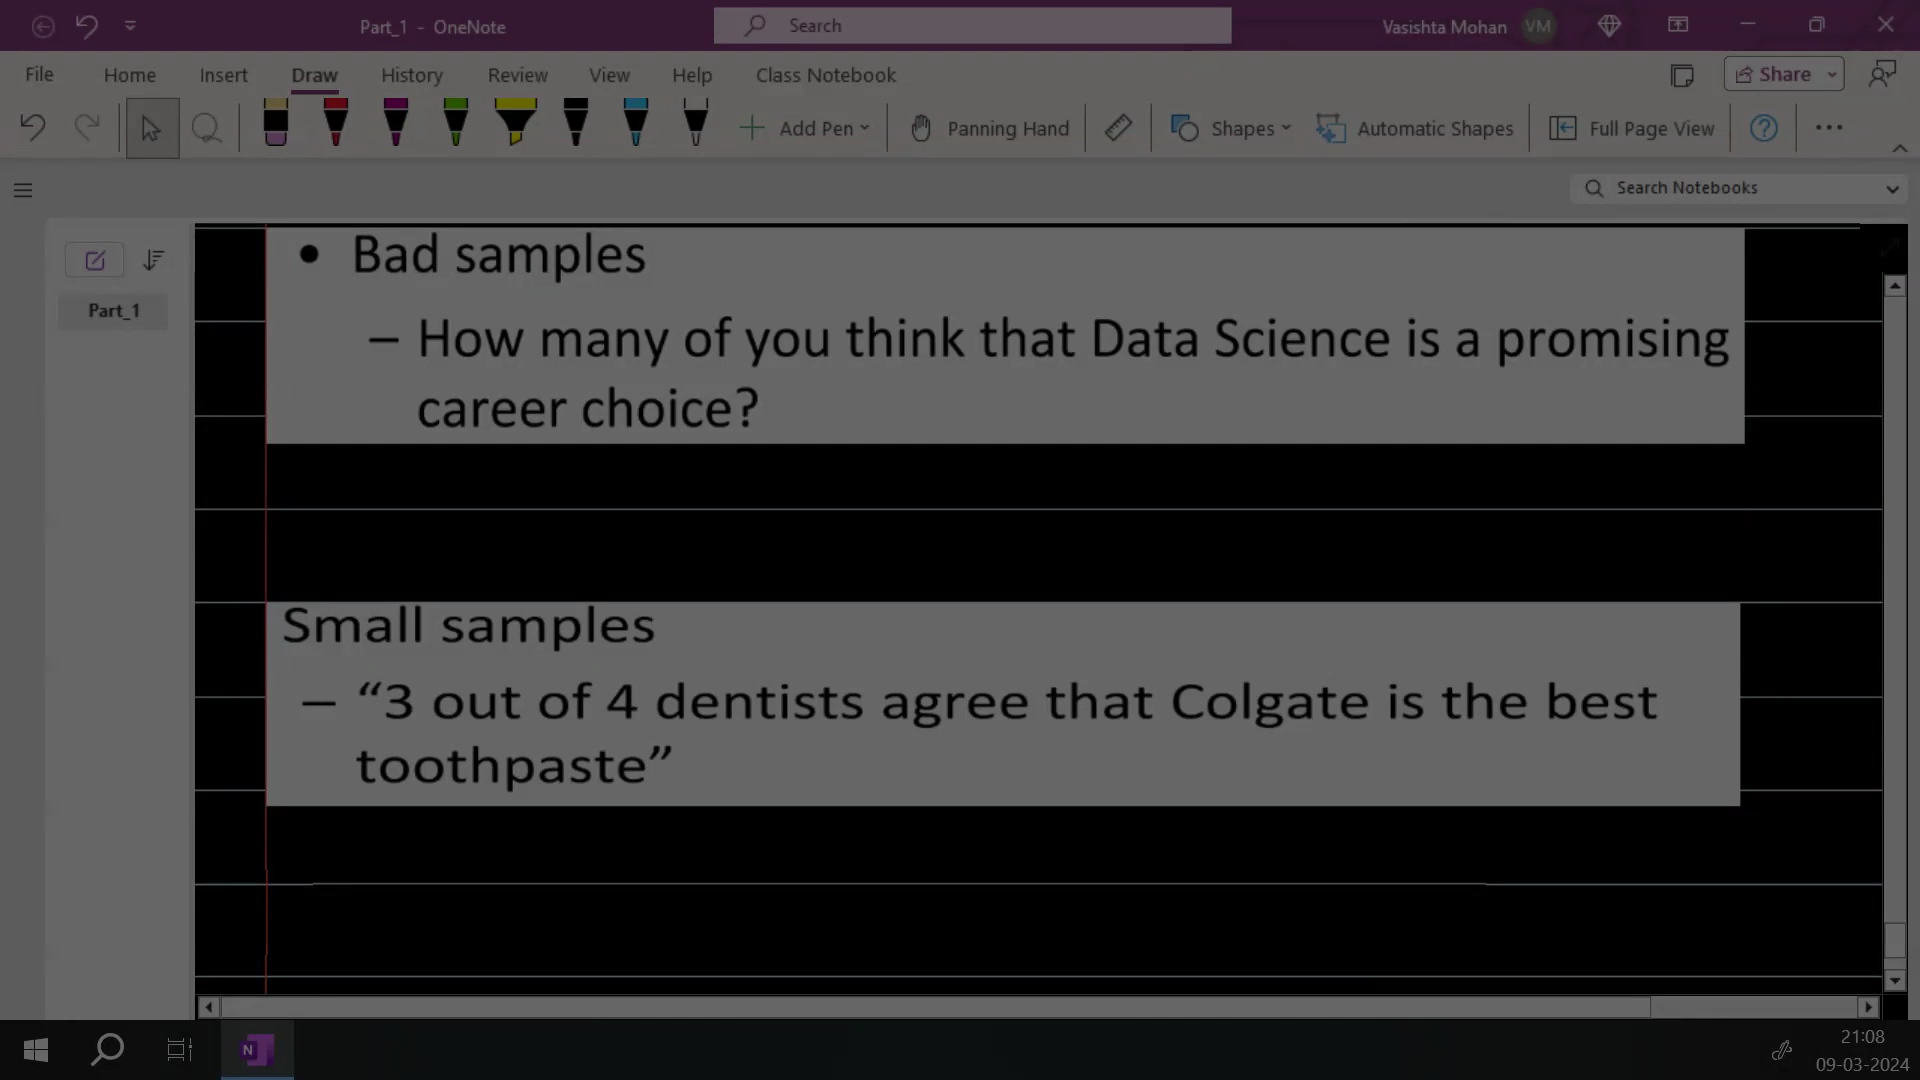 Part_1 - OneNote
Search
Vasishta Mohan
VM
File Home Insert Draw History Review View Help Class Notebook
Share
Add Pen
Panning Hand
Shapes
Automatic Shapes
Full Page View
Search Notebooks
Part_1
• Bad samples
– How many of you think that Data Science is a promising
career choice?
Small samples
– “3 out of 4 dentists agree that Colgate is the best
toothpaste”
N
21:08
09-03-2024